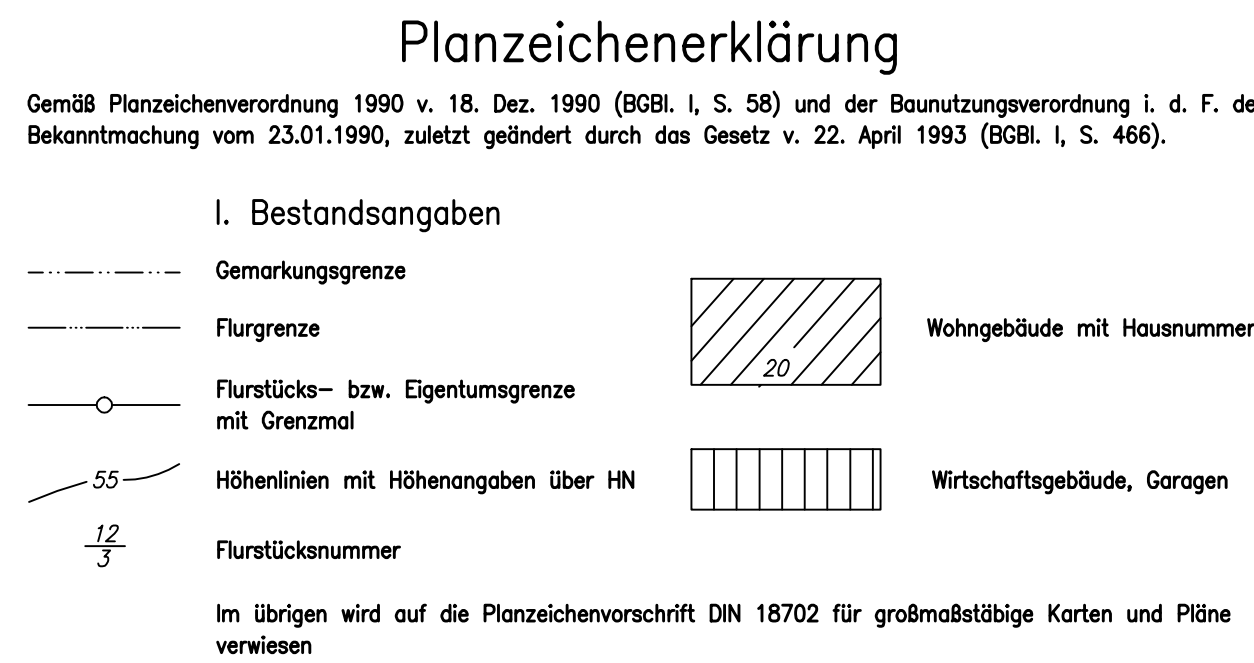 Planzeichenerklärung
Gemäß Planzeichenverordnung 1990 v. 18. Dez. 1990 (BGBl. I, S. 58) und der Baunutzungsverordnung i. d. F. de
Bekanntmachung vom 23.01.1990, zuletzt geändert durch das Gesetz v. 22. April 1993 (BGBl. I, S. 466).
I. Bestandsangaben
Gemarkungsgrenze
Flurgrenze
Flurstücks- bzw. Eigentumsgrenze
mit Grenzmal
55
Höhenlinien mit Höhenangaben über HN
12
3
Flurstücksnummer
20
Wohngebäude mit Hausnummer
Wirtschaftsgebäude, Garagen
Im übrigen wird auf die Planzeichenvorschrift DIN 18702 für großmaßstäbige Karten und Pläne
verwiesen